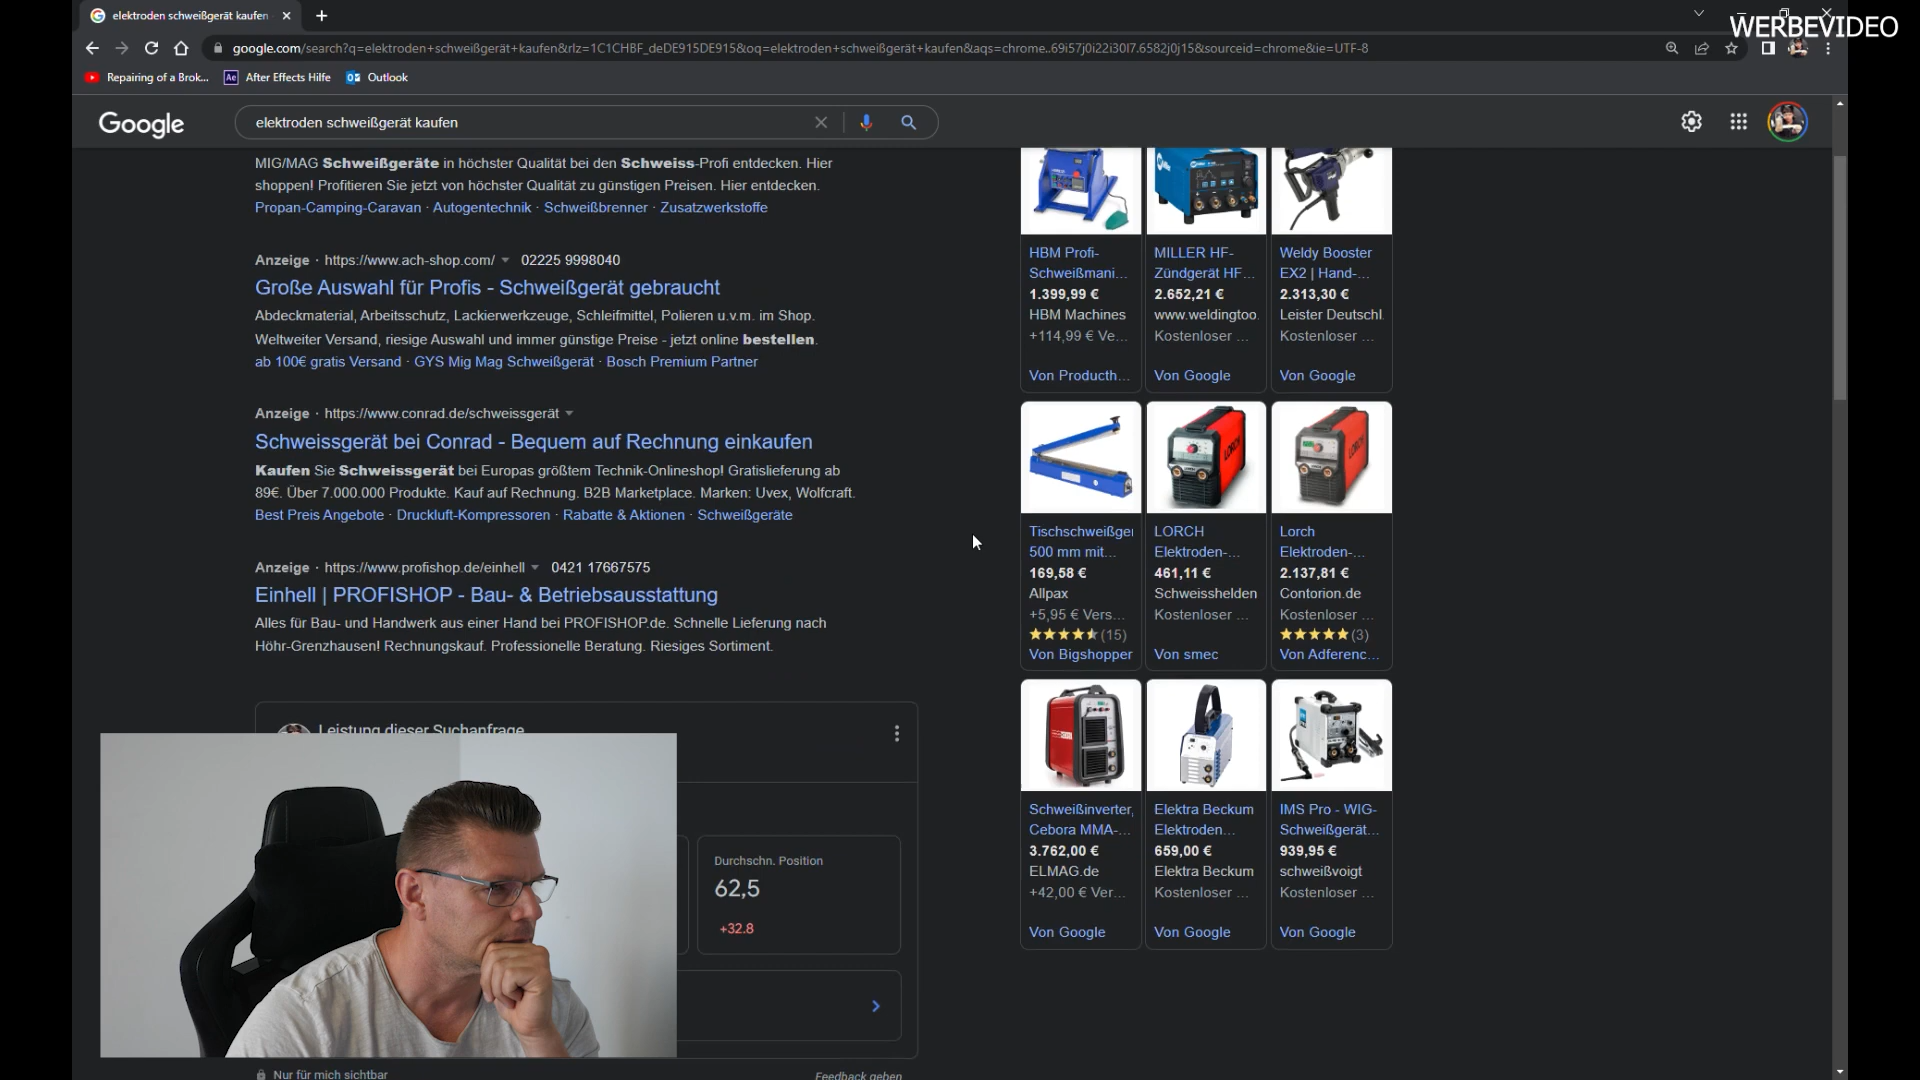 elektroden schweißgerät kaufen
WERBEVIDEO
google.com/search?q=elektroden+schweißgerät+kaufen&rlz=1C1CHBF_deDE915DE915&oq=elektroden+schweißgerät+kaufen&aqs=chrome..69i57j0i22i30l7.6582j0j15&sourceid=chrome&ie=UTF-8
Repairing of a Brok... After Effects Hilfe Outlook
Google elektroden schweißgerät kaufen
MIG/MAG Schweißgeräte in höchster Qualität bei den Schweiss-Profi entdecken. Hier
shoppen! Profitieren Sie jetzt von höchster Qualität zu günstigen Preisen. Hier entdecken.
Propan-Camping-Caravan · Autogentechnik · Schweißbrenner · Zusatzwerkstoffe
Anzeige · https://www.ach-shop.com/ 02225 9998040
Große Auswahl für Profis - Schweißgerät gebraucht
Abdeckmaterial, Arbeitsschutz, Lackierwerkzeuge, Schleifmittel, Polieren u.v.m. im Shop.
Weltweiter Versand, riesige Auswahl und immer günstige Preise - jetzt online bestellen.
ab 100€ gratis Versand · GYS Mig Mag Schweißgerät · Bosch Premium Partner
Anzeige · https://www.conrad.de/schweissgerät
Schweissgerät bei Conrad - Bequem auf Rechnung einkaufen
Kaufen Sie Schweissgerät bei Europas größtem Technik-Onlineshop! Gratislieferung ab
89€. Über 7.000.000 Produkte. Kauf auf Rechnung. B2B Marketplace. Marken: Uvex, Wolfcraft.
Best Preis Angebote · Druckluft-Kompressoren · Rabatte & Aktionen · Schweißgeräte
Anzeige · https://www.profishop.de/einhell 0421 17667575
Einhell | PROFISHOP - Bau- & Betriebsausstattung
Alles für Bau- und Handwerk aus einer Hand bei PROFISHOP.de. Schnelle Lieferung nach
Höhr-Grenzhausen! Rechnungskauf. Professionelle Beratung. Riesiges Sortiment.
Leistung dieser Suchanfrage
Durchschn. Position
62,5
+32.8
Nur für mich sichtbar
Feedback geben
HBM Profi-
Schweißmani...
1.399,99 €
HBM Machines
+114,99 € Ve...
Von Producth...
MILLER HF-
Zündgerät HF...
2.652,21 €
www.weldingtoo
Kostenloser ...
Von Google
Weldy Booster
EX2 | Hand-...
2.313,30 €
Leister Deutschl
Kostenloser ...
Von Google
Tischschweißger
500 mm mit...
169,58 €
Allpax
+5,95 € Vers...
(15)
Von Bigshopper
LORCH
LORCH
Elektroden-...
461,11 €
Schweisshelden
Kostenloser ...
Von smec
Lorch
Elektroden-...
2.137,81 €
Contorion.de
Kostenloser ...
(3)
Von Adferenc...
Schweißinverter,
Cebora MMA-...
3.762,00 €
ELMAG.de
+42,00 € Ver...
Von Google
Elektra Beckum
Elektroden...
659,00 €
Elektra Beckum
Kostenloser ...
Von Google
IMS Pro - WIG-
Schweißgerät...
939,95 €
schweißvoigt
Kostenloser ...
Von Google